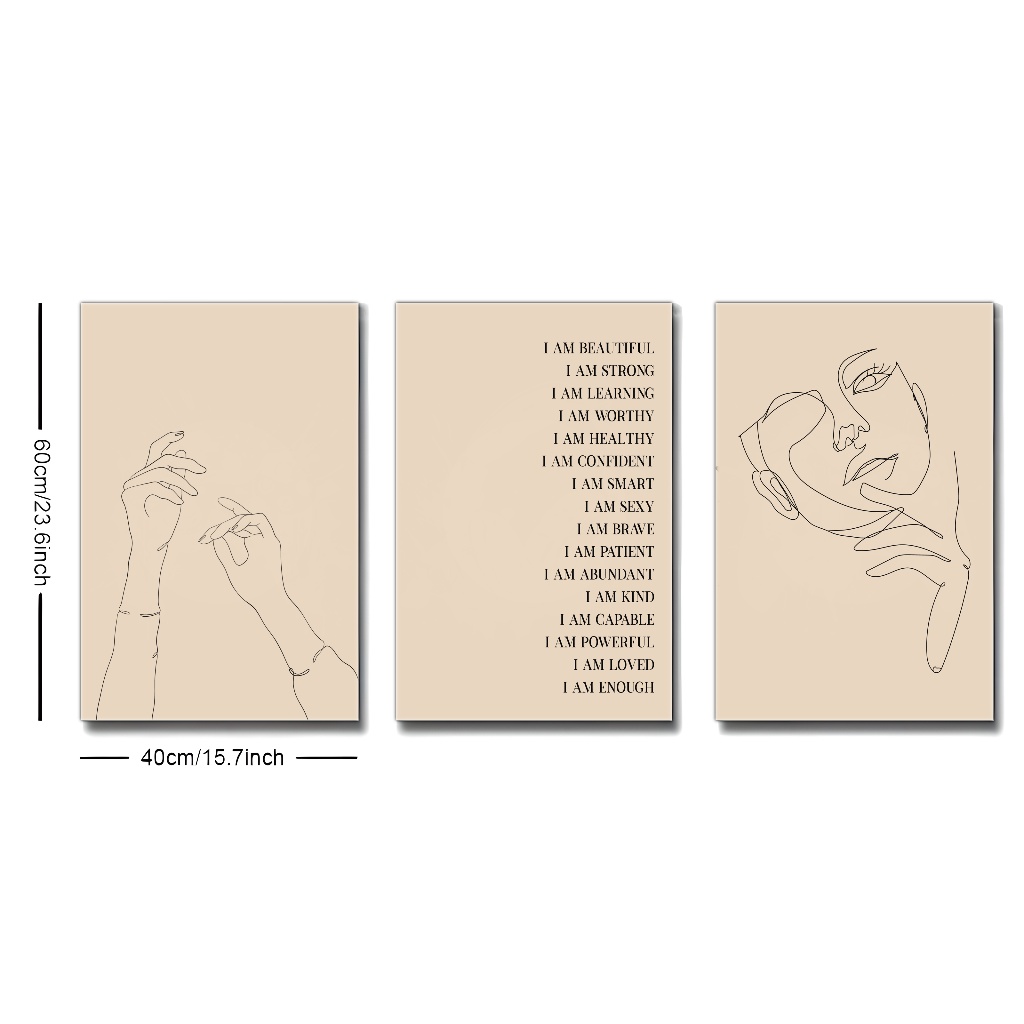 60cm/23.6inch
I AM BEAUTIFUL
I AM STRONG
I AM LEARNING
I AM WORTHY
I AM HEALTHY
I AM CONFIDENT
I AM SMART
I AM SEXY
I AM BRAVE
I AM PATIENT
I AM ABUNDANT
I AM KIND
I AM CAPABLE
I AM POWERFUL
I AM LOVED
I AM ENOUGH
40cm/15.7inch